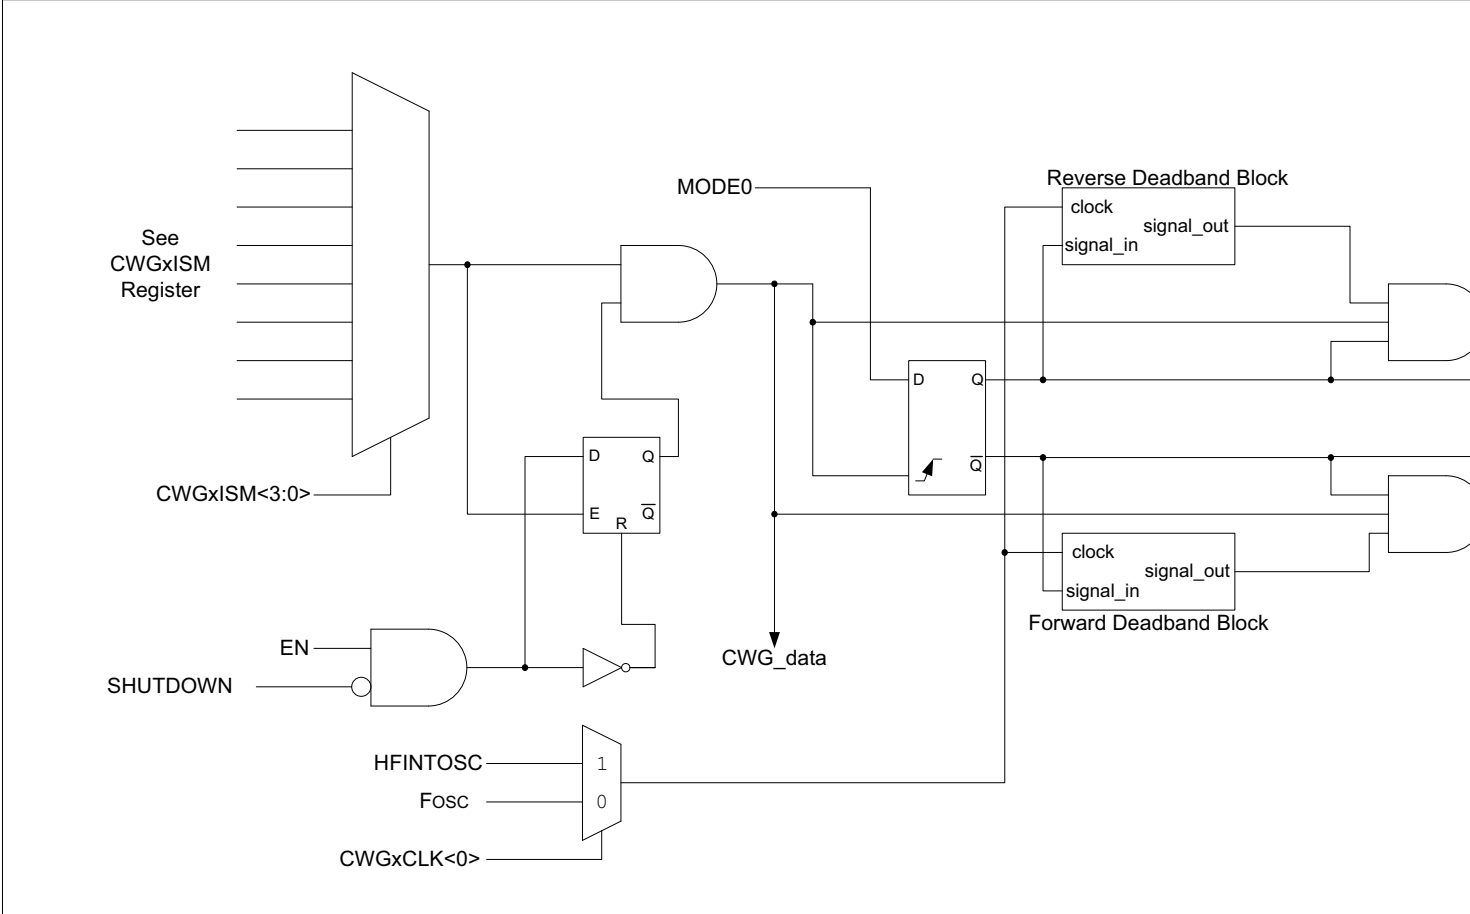 Reverse Deadband Block
MODE0
clock
signal_out
signal_in
See
CWGxISM
Register
D
Q
Q̅
D
Q
E
Q̅
R
CWGxISM<3:0>
clock
signal_out
signal_in
Forward Deadband Block
EN
CWG_data
SHUTDOWN
HFINTOSC
1
FOSC
0
CWGxCLK<0>